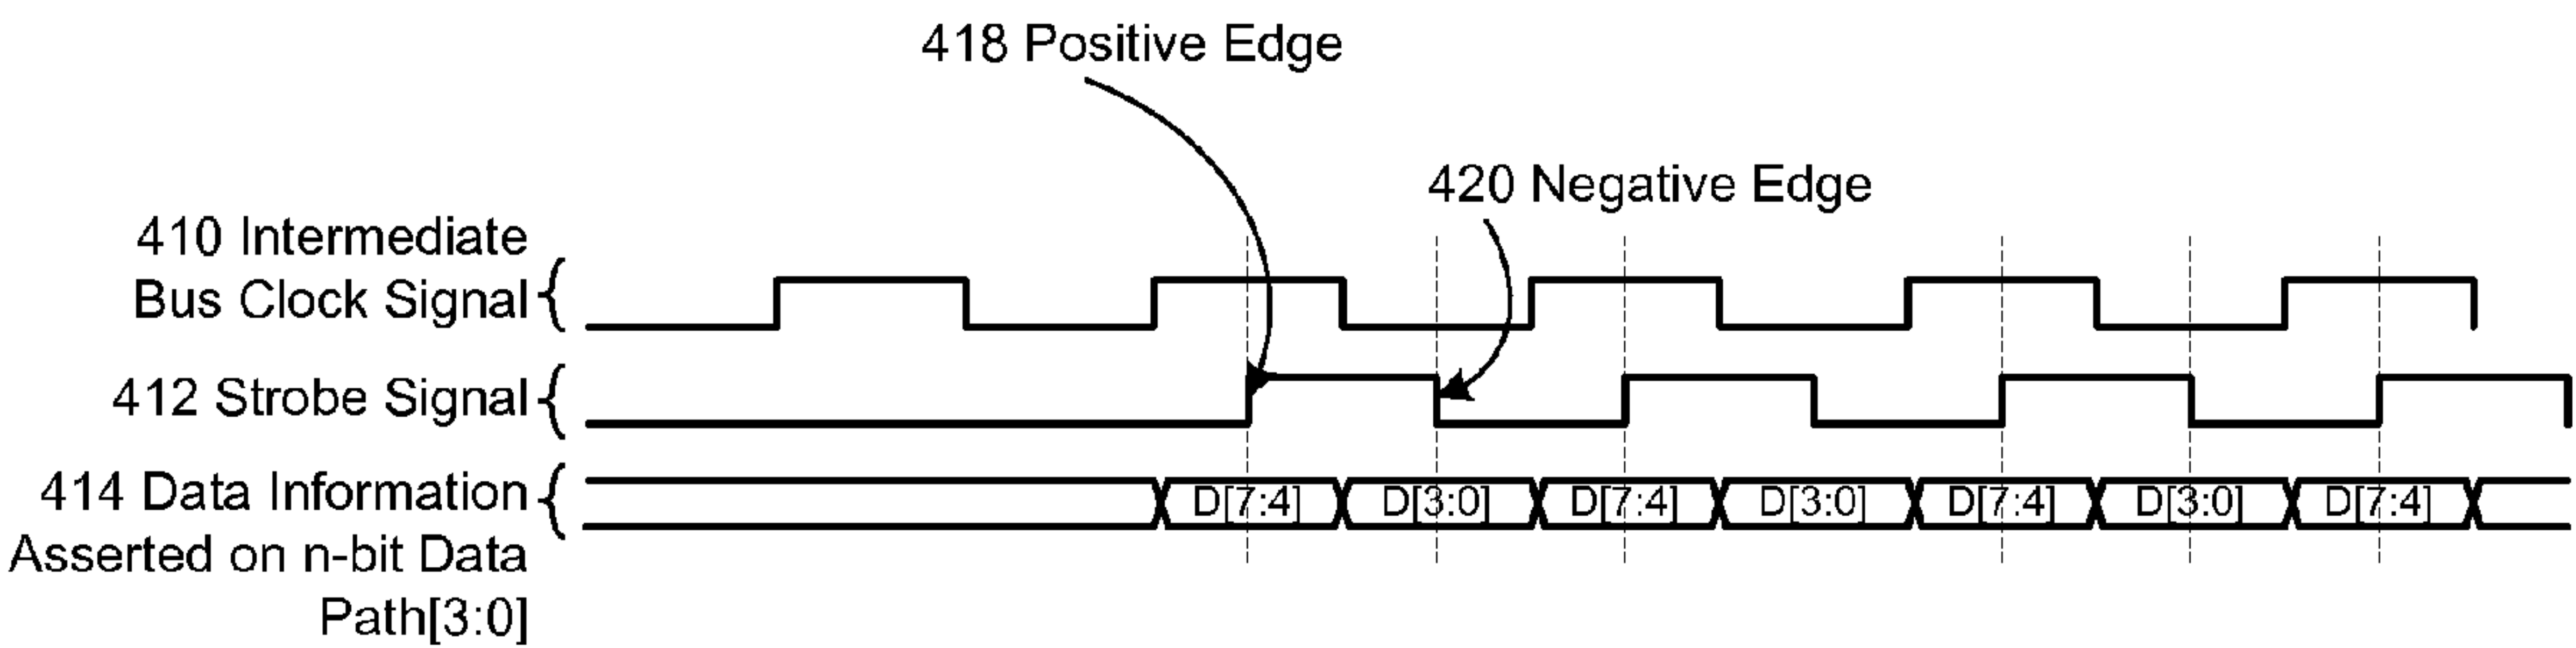 418 Positive Edge
420 Negative Edge
410 Intermediate
Bus Clock Signal
412 Strobe Signal
414 Data Information
Asserted on n-bit Data
Path[3:0]
D[7:4] D[3:0] D[7:4] D[3:0] D[7:4] D[3:0] D[7:4]